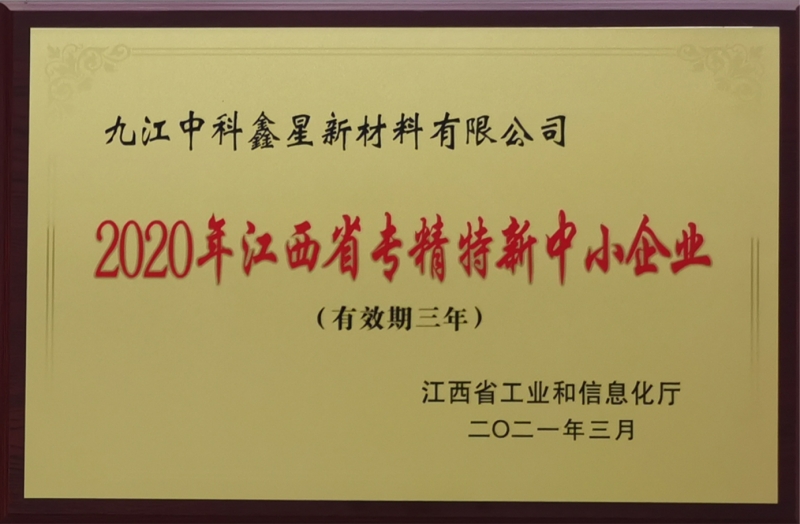 九江中科鑫星新材料有限公司
2020年江西省专精特新中小企业
（有效期三年）
江西省工业和信息化厅
二〇二一年三月